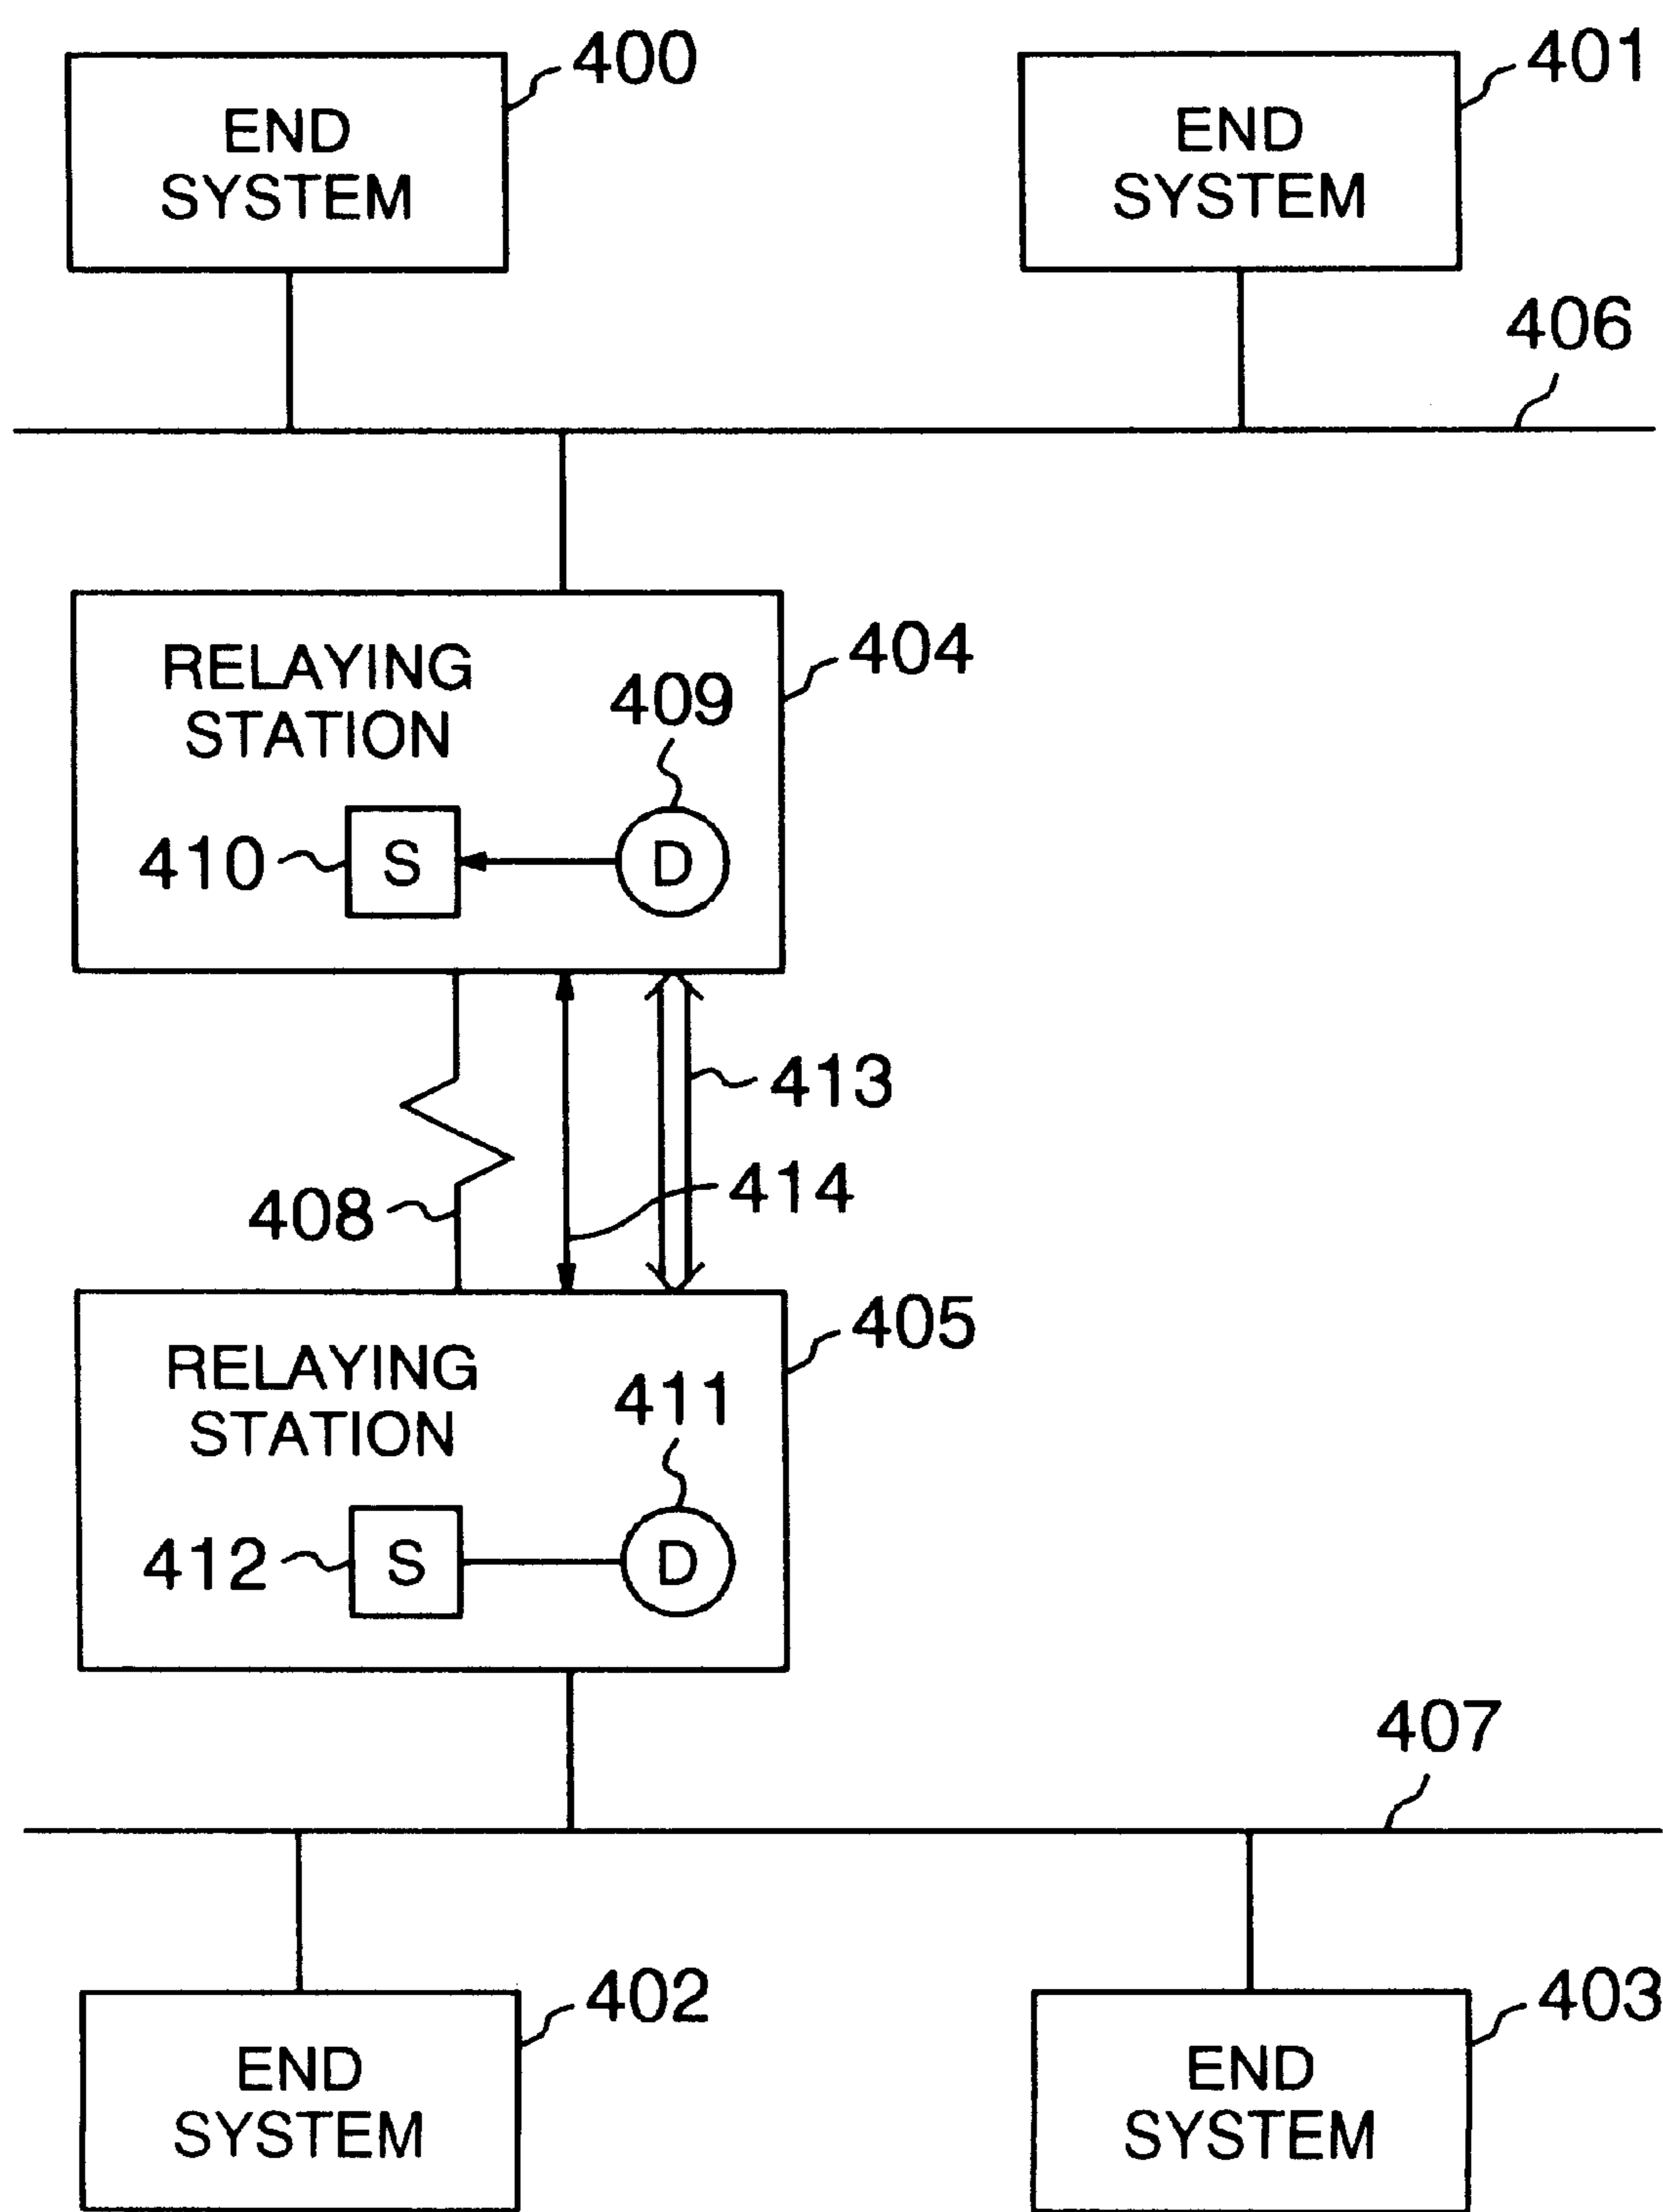 400
END
SYSTEM
401
END
SYSTEM
406
RELAYING
STATION
404
409
410
S
D
413
414
408
RELAYING
STATION
405
411
412
S
D
407
402
END
SYSTEM
403
END
SYSTEM